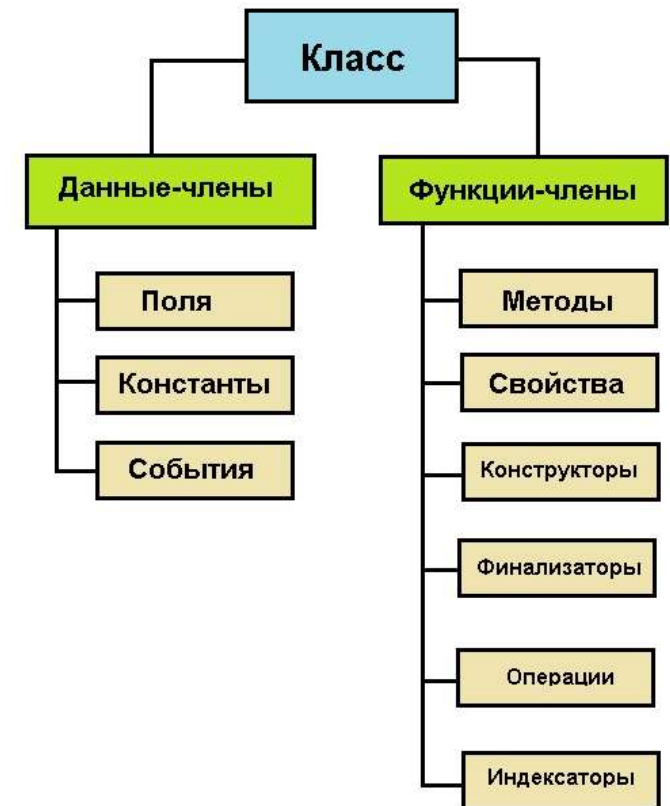 Класс
Данные-члены
Поля
Константы
События
Функции-члены
Методы
Свойства
Конструкторы
Финализаторы
Операции
Индексаторы